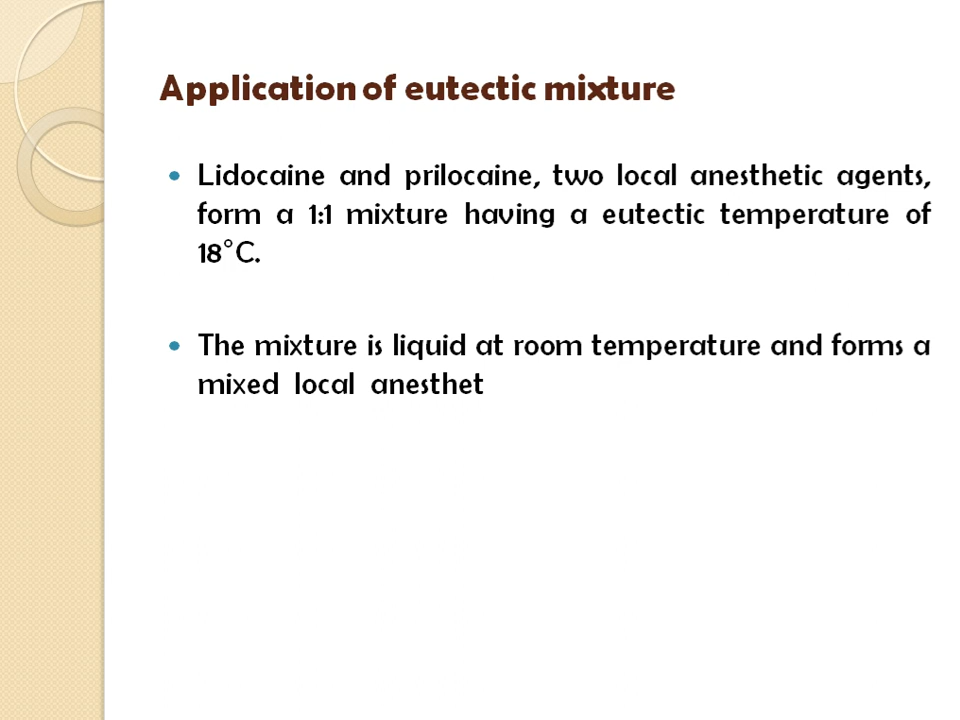 Application of eutectic mixture
• Lidocaine and prilocaine, two local anesthetic agents,
form a 1:1 mixture having a eutectic temperature of
18°C.
• The mixture is liquid at room temperature and forms a
mixed local anesthet